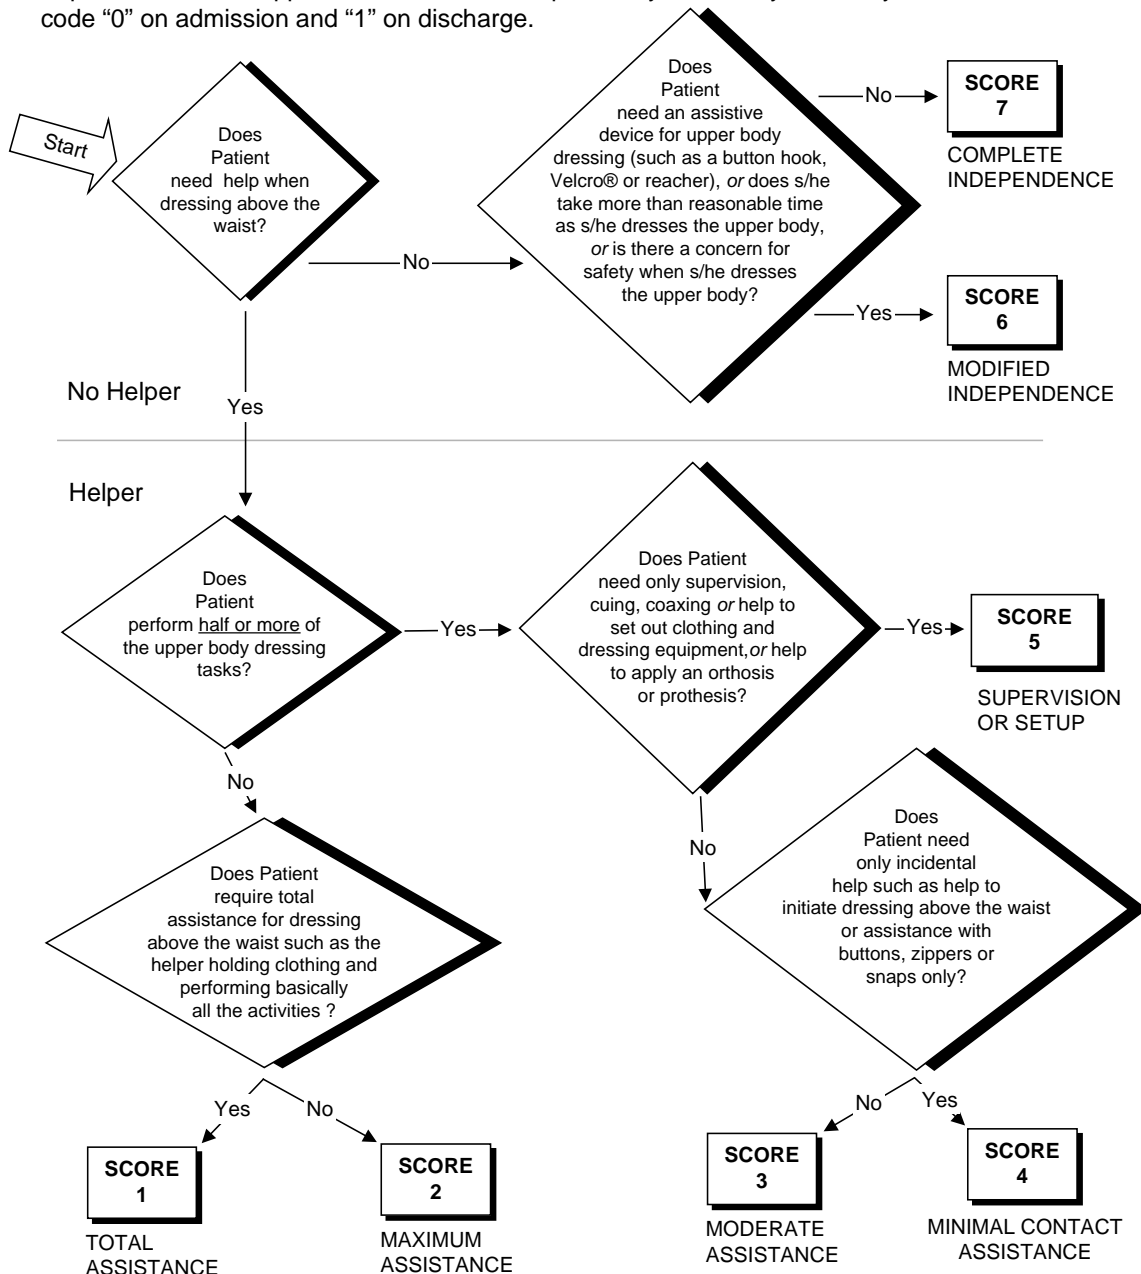 code “0” on admission and “1” on discharge.
Start
Does
Patient
need help when
dressing above the
waist?
No
Does
Patient
need an assistive
device for upper body
dressing (such as a button hook,
Velcro® or reacher), or does s/he
take more than reasonable time
as s/he dresses the upper body,
or is there a concern for
safety when s/he dresses
the upper body?
No
SCORE
7
COMPLETE
INDEPENDENCE
Yes
SCORE
6
MODIFIED
INDEPENDENCE
No Helper
Yes
Helper
Does
Patient
perform half or more of
the upper body dressing
tasks?
Yes
Does Patient
need only supervision,
cuing, coaxing or help to
set out clothing and
dressing equipment,or help
to apply an orthosis
or prothesis?
Yes
SCORE
5
SUPERVISION
OR SETUP
No
Does Patient
require total
assistance for dressing
above the waist such as the
helper holding clothing and
performing basically
all the activities ?
No
Does
Patient need
only incidental
help such as help to
initiate dressing above the waist
or assistance with
buttons, zippers or
snaps only?
Yes
No
SCORE
1
TOTAL
ASSISTANCE
SCORE
2
MAXIMUM
ASSISTANCE
No
Yes
SCORE
3
MODERATE
ASSISTANCE
SCORE
4
MINIMAL CONTACT
ASSISTANCE